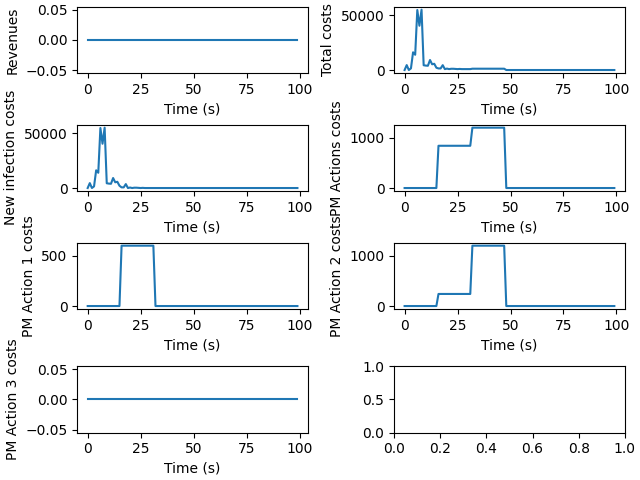 Revenues
0.05
0.00
−0.05
0 25 50 75 100
Time (s)
Total costs
50000
0
0 25 50 75 100
Time (s)
New infection costs
50000
0
0 25 50 75 100
Time (s)
PM Actions costs
1000
0
0 25 50 75 100
Time (s)
PM Action 1 costs
500
0
0 25 50 75 100
Time (s)
PM Action 2 costs
1000
0
0 25 50 75 100
Time (s)
PM Action 3 costs
0.05
0.00
−0.05
0 25 50 75 100
Time (s)
1.0
0.5
0.0
0.0 0.2 0.4 0.6 0.8 1.0